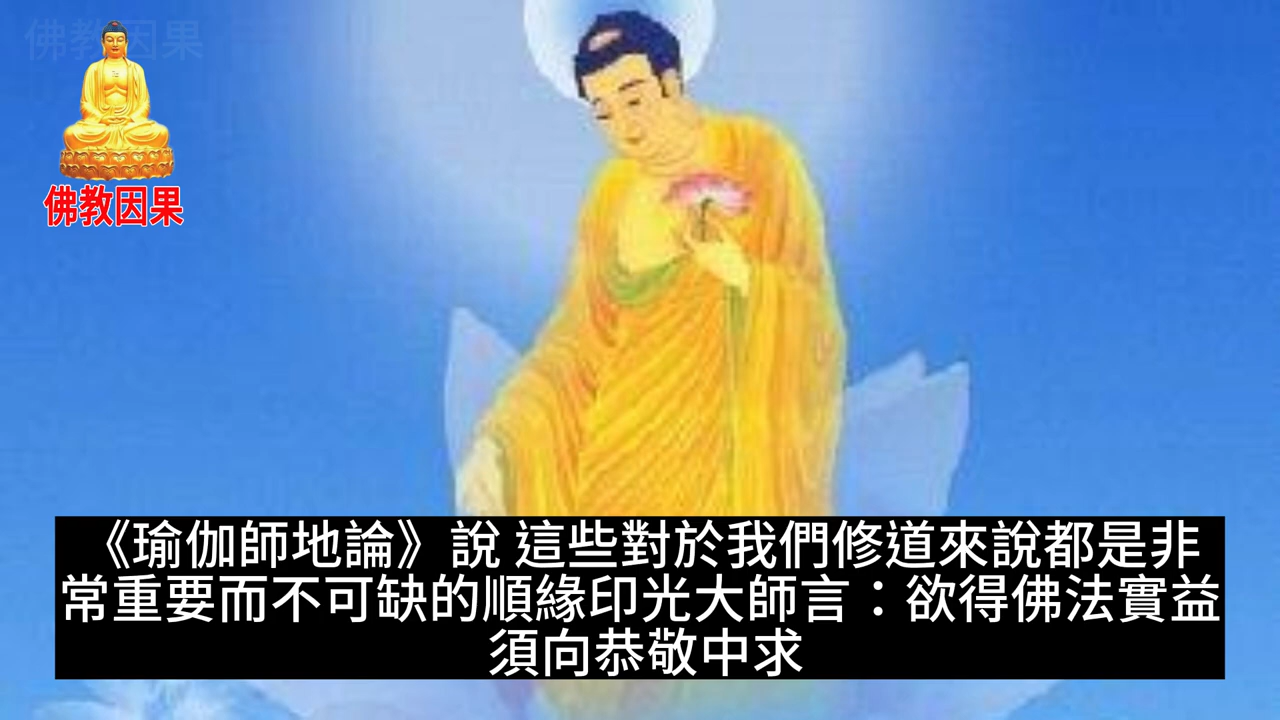 佛教因果
佛教因果
《瑜伽師地論》說 這些對於我們修道來說都是非
常重要而不可缺的順緣印光大師言：欲得佛法實益
須向恭敬中求